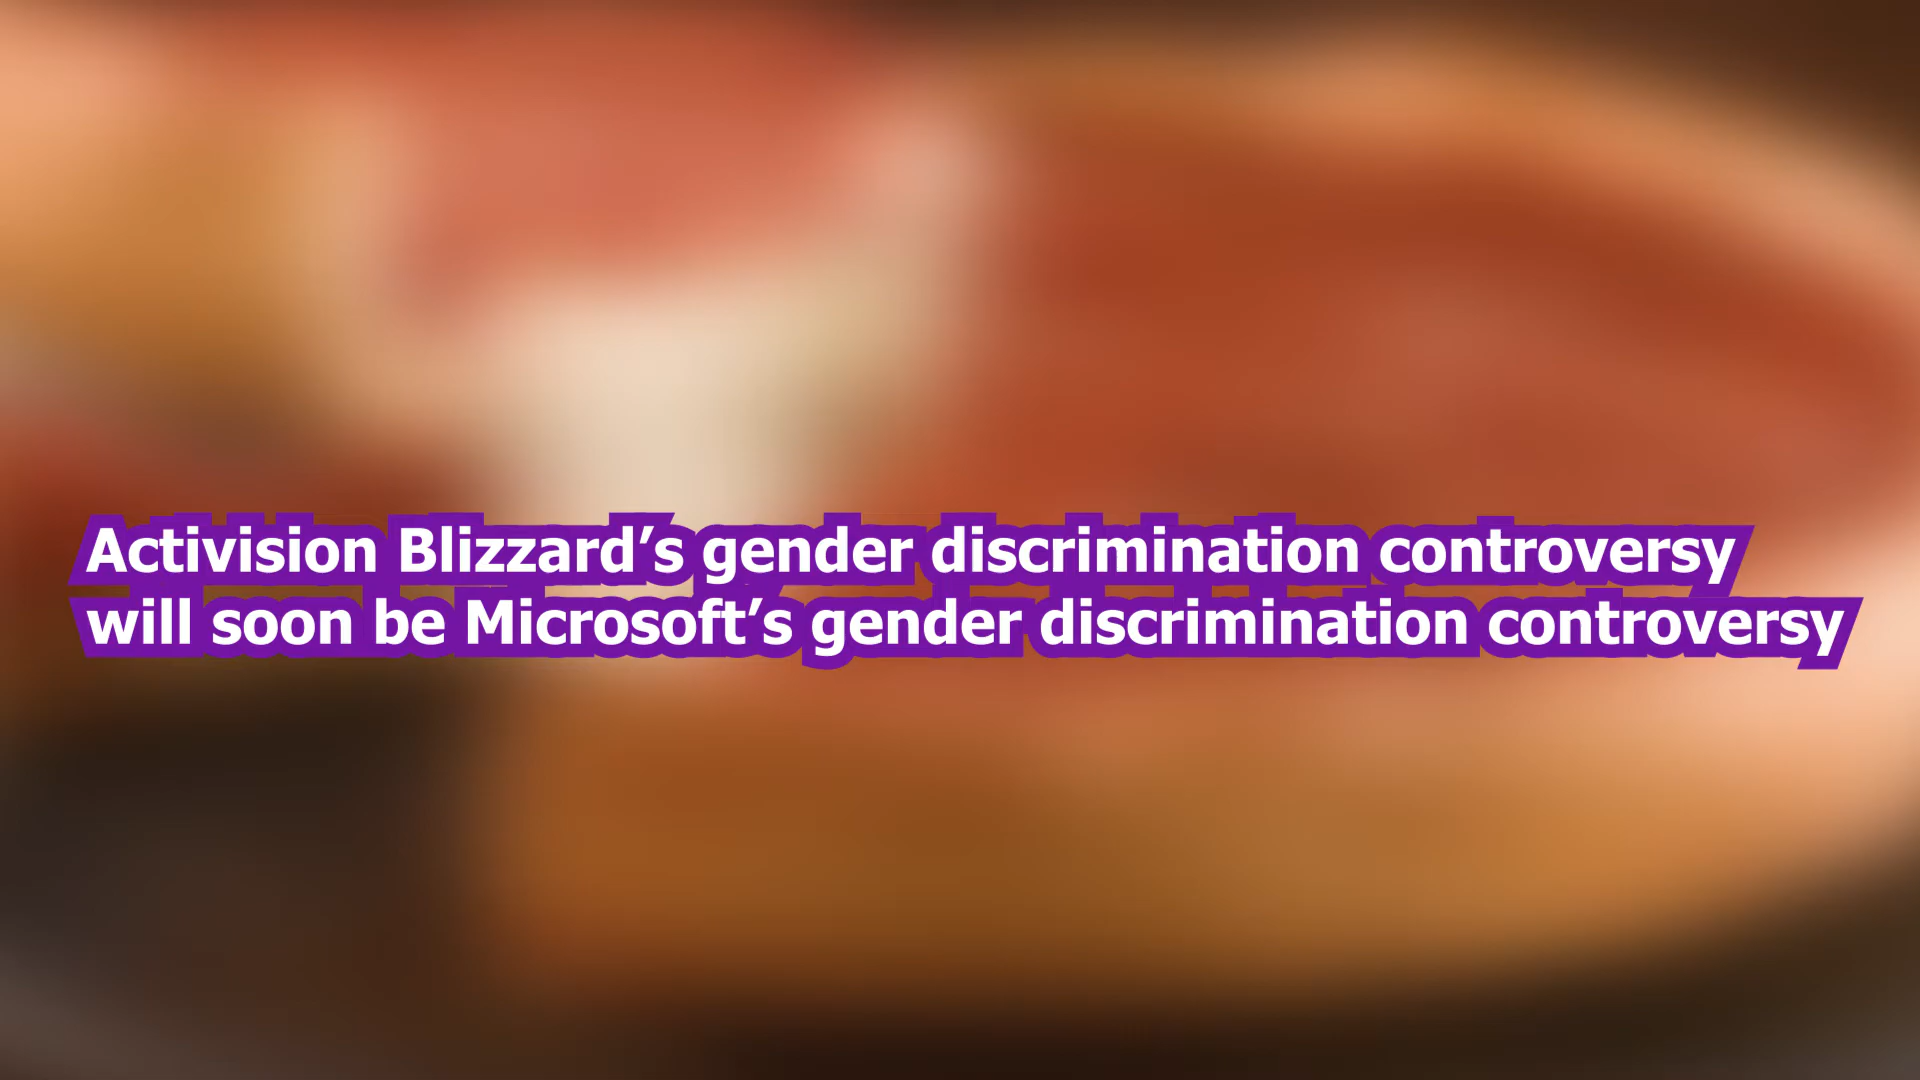 Activision Blizzard’s gender discrimination controversy
will soon be Microsoft’s gender discrimination controversy